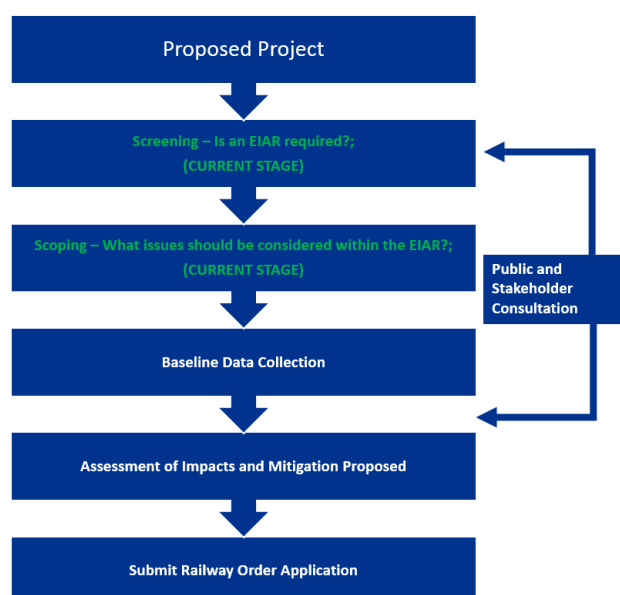 Proposed Project
Screening – Is an EIAR required?;
(CURRENT STAGE)
Scoping – What issues should be considered within the EIAR?;
(CURRENT STAGE)
Public and
Stakeholder
Consultation
Baseline Data Collection
Assessment of Impacts and Mitigation Proposed
Submit Railway Order Application